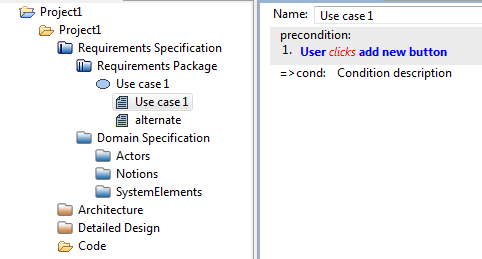 Project1
Project1
Requirements Specification
Requirements Package
Use case 1
Use case 1
alternate
Domain Specification
Actors
Notions
SystemElements
Architecture
Detailed Design
Code
Name: Use case 1
precondition:
1. User clicks add new button
=>cond: Condition description